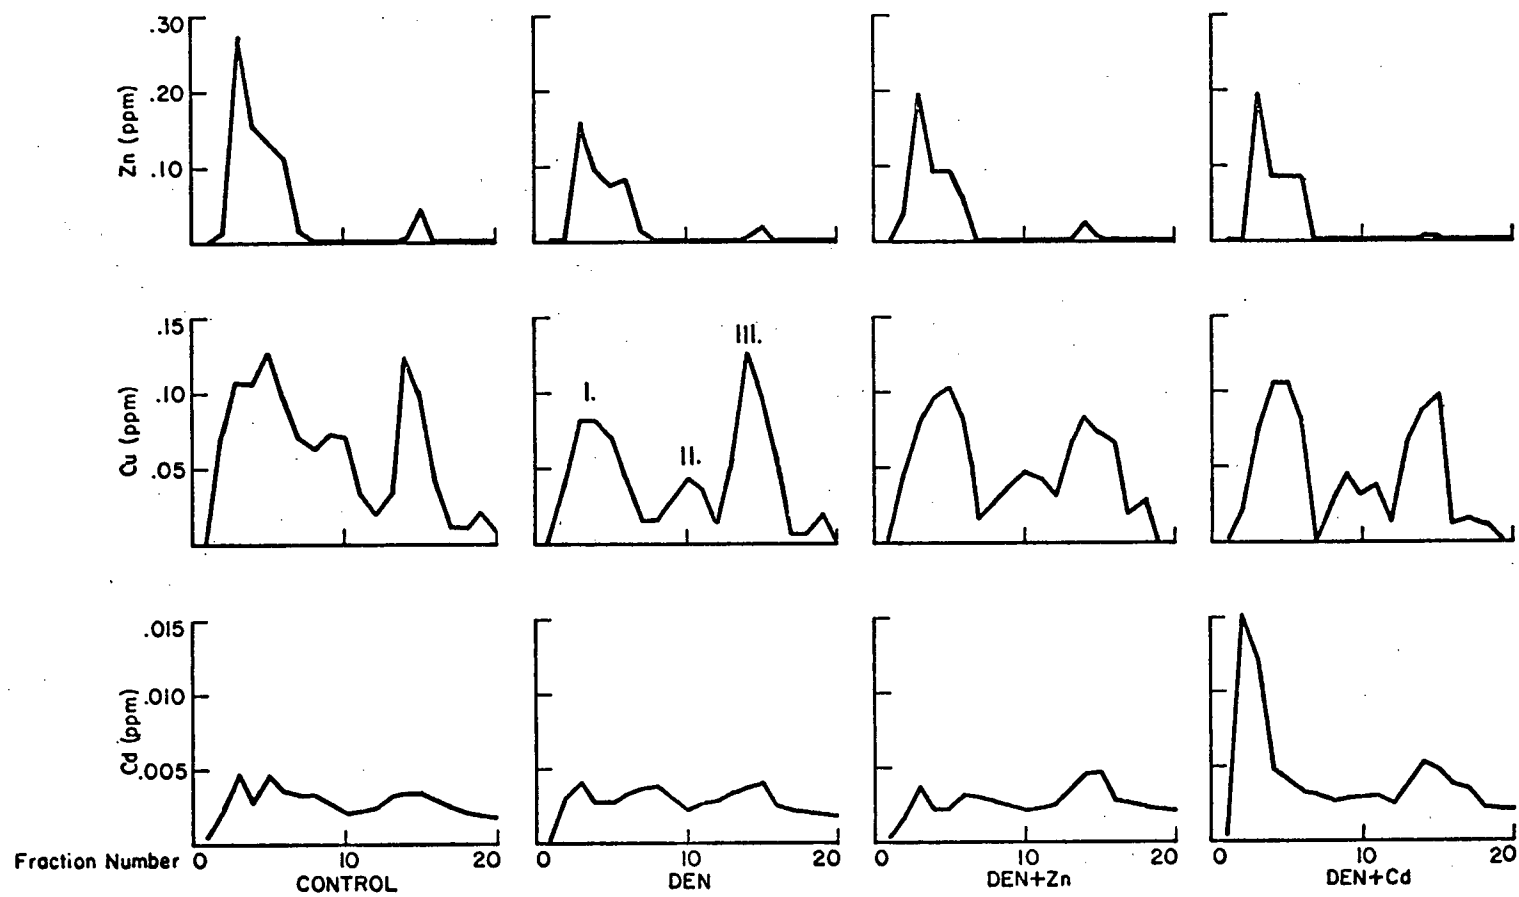 .30
.20
.10
Zn (ppm)
.15
.10
.05
Cu (ppm)
I.
II.
III.
.015
.010
.005
Cd (ppm)
Fraction Number
0 10 20
0 10 20
0 10 20
0 10 20
CONTROL
DEN
DEN+Zn
DEN+Cd